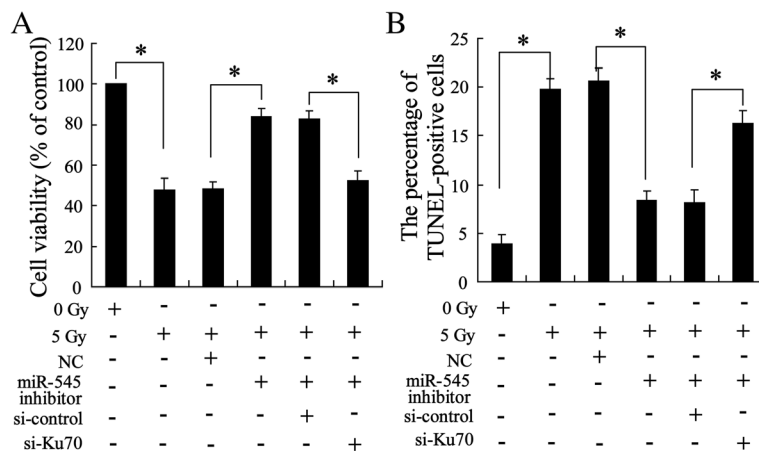 A
Cell viability (% of control)
120
100
80
60
40
20
0
* * *
0 Gy + - - - - -
5 Gy - + + + + +
NC - - + - - -
miR-545
inhibitor - - - + + +
si-control - - - - + -
si-Ku70 - - - - - +
B
The percentage of
TUNEL-positive cells
25
20
15
10
5
0
* * *
0 Gy + - - - - -
5 Gy - + + + + +
NC - - + - - -
miR-545
inhibitor - - - + + +
si-control - - - - + -
si-Ku70 - - - - - +